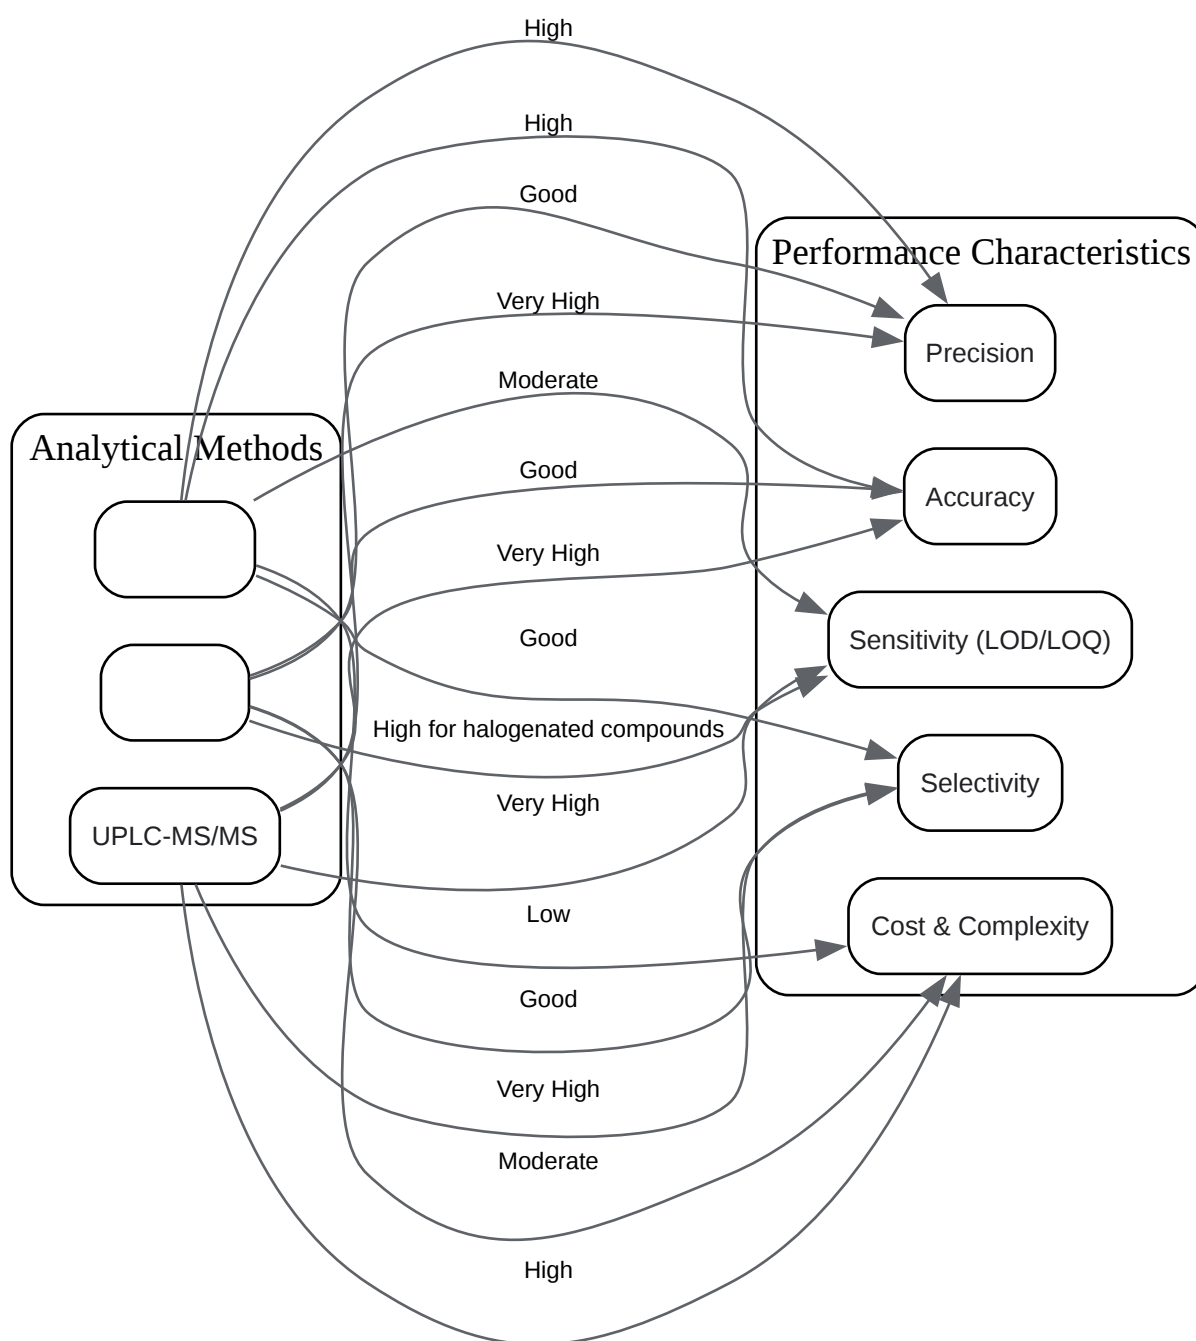 High
High
Good
Performance Characteristics
Very High
Precision
Moderate
Analytical Methods
Good
Accuracy
Very High
Good
Sensitivity (LOD/LOQ)
High for halogenated compounds
Selectivity
Very High
UPLC-MS/MS
Low
Cost & Complexity
Good
Very High
Moderate
High